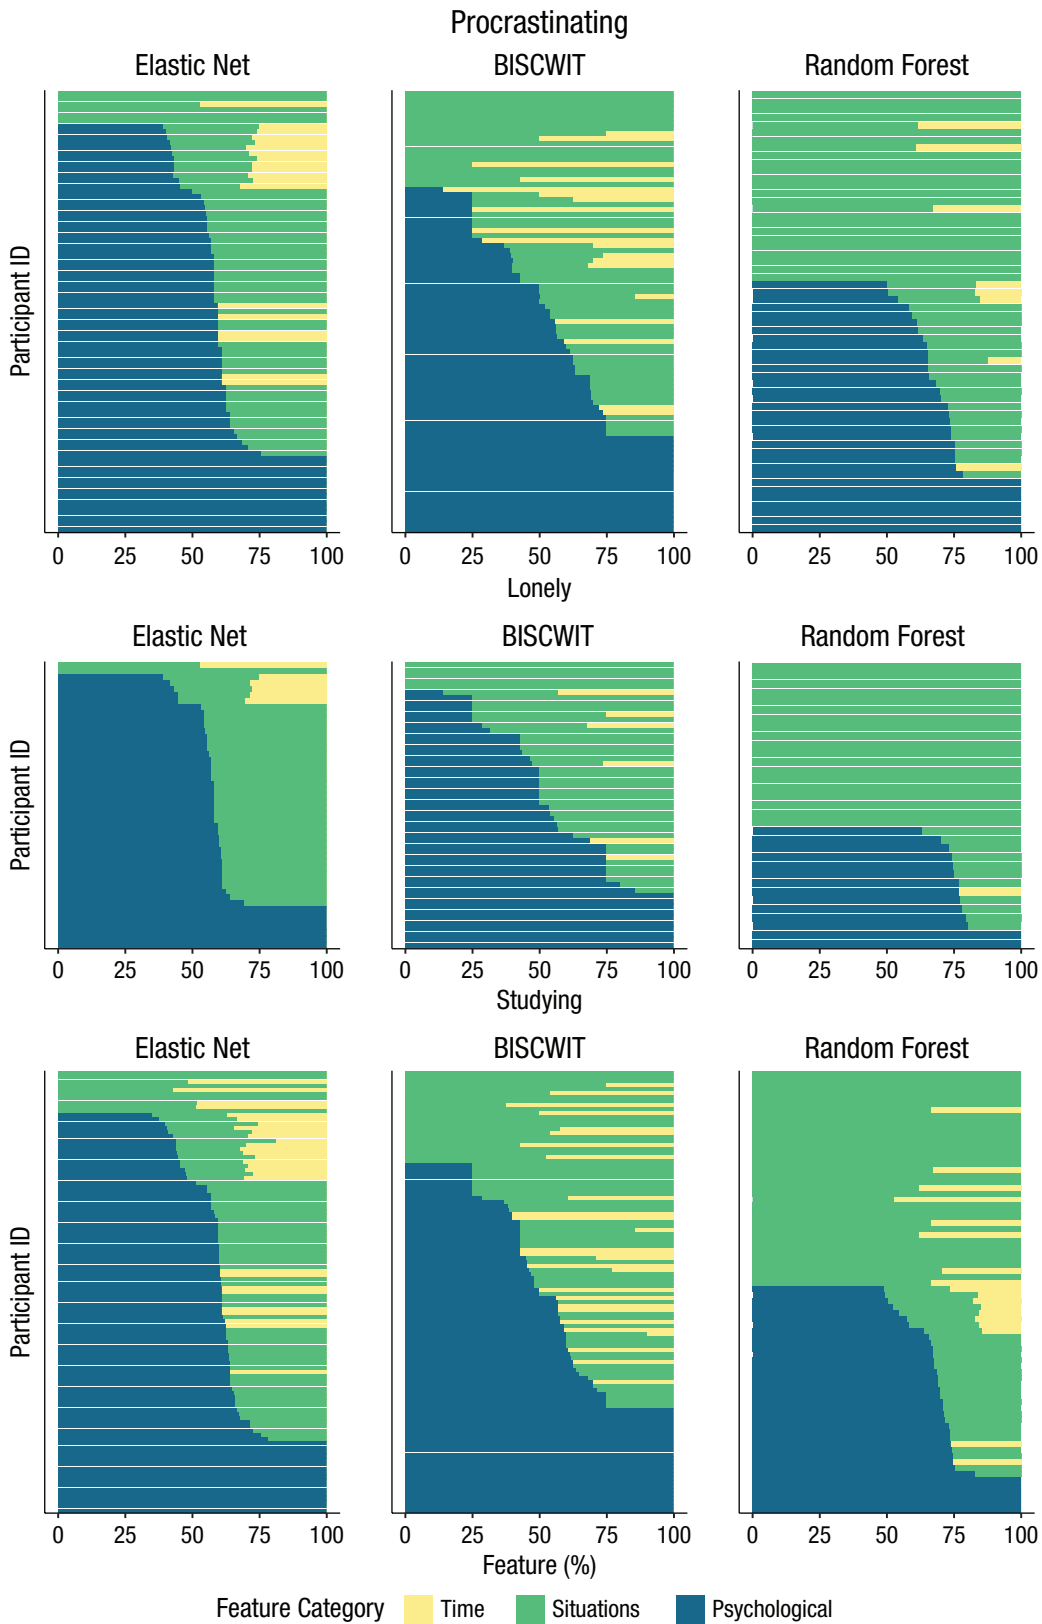 Procrastinating
Elastic Net BISCWIT Random Forest
Participant ID
0 25 50 75 100 0 25 50 75 100 0 25 50 75 100
Lonely
Elastic Net BISCWIT Random Forest
Participant ID
0 25 50 75 100 0 25 50 75 100 0 25 50 75 100
Studying
Elastic Net BISCWIT Random Forest
Participant ID
0 25 50 75 100 0 25 50 75 100 0 25 50 75 100
Feature (%)
Feature Category Time Situations Psychological